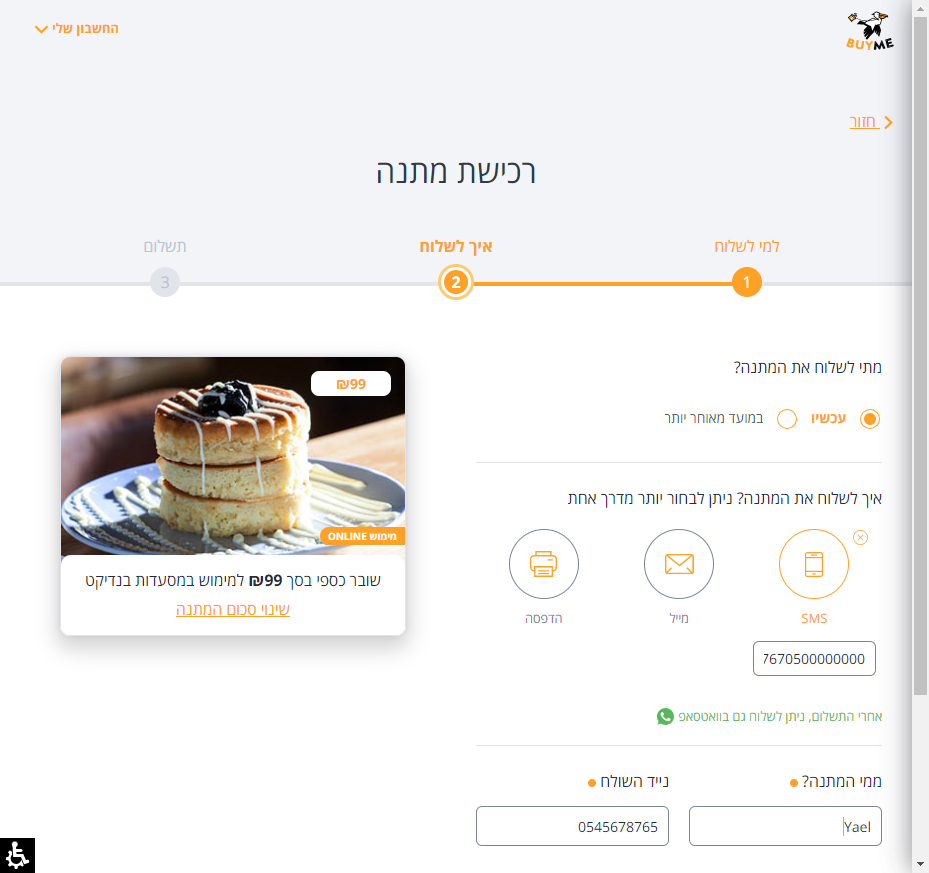 BUYME
החשבון שלי
חזור
רכישת מתנה
למי לשלוח
איך לשלוח
תשלום
1
2
3
מתי לשלוח את המתנה?
עכשיו
במועד מאוחר יותר
איך לשלוח את המתנה? ניתן לבחור יותר מדרך אחת
SMS
מייל
הדפסה
7670500000000
אחרי התשלום, ניתן לשלוח גם בוואטסאפ
ממי המתנה?
נייד השולח
Yael
0545678765
₪99
מימוש ONLINE
שובר כספי בסך ₪99 למימוש במסעדות בנדיקט
שינוי סכום המתנה